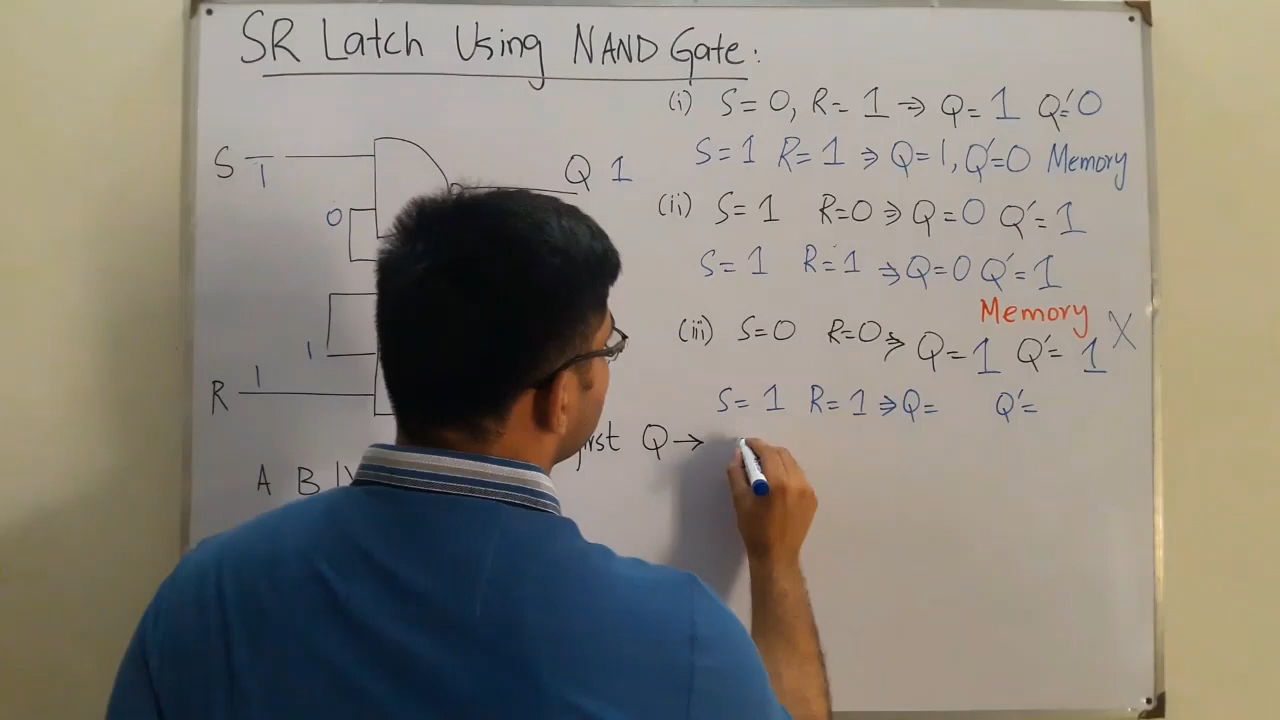 SR Latch Using NAND Gate:
(i) S=0, R=1 ⇒ Q=1 Q'=0
S=1 R=1 ⇒ Q=1, Q'=0 Memory
(ii) S=1 R=0 ⇒ Q=0 Q'=1
S=1 R=1 ⇒ Q=0 Q'=1
Memory
(iii) S=0 R=0 ⇒ Q=1 Q'=1 X
S=1 R=1 ⇒ Q= Q'=
S 1
Q 1
0
1
R 1
Q →
A B